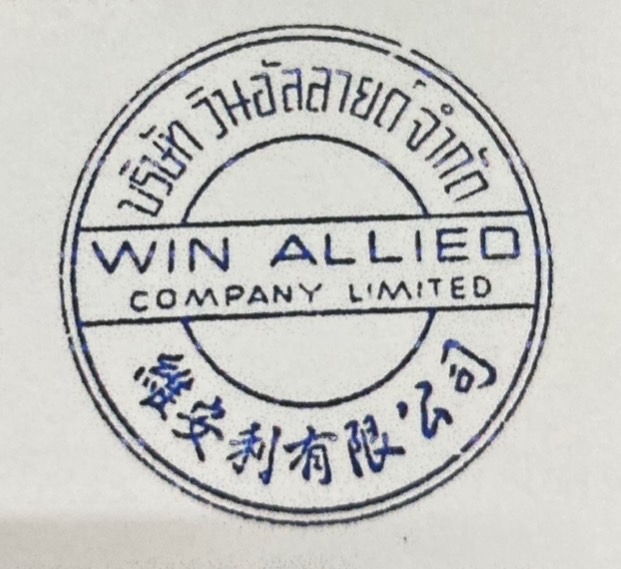 บริษัท วินอัลลายด์ จำกัด
WIN ALLIED
COMPANY LIMITED
愛安利有限公司